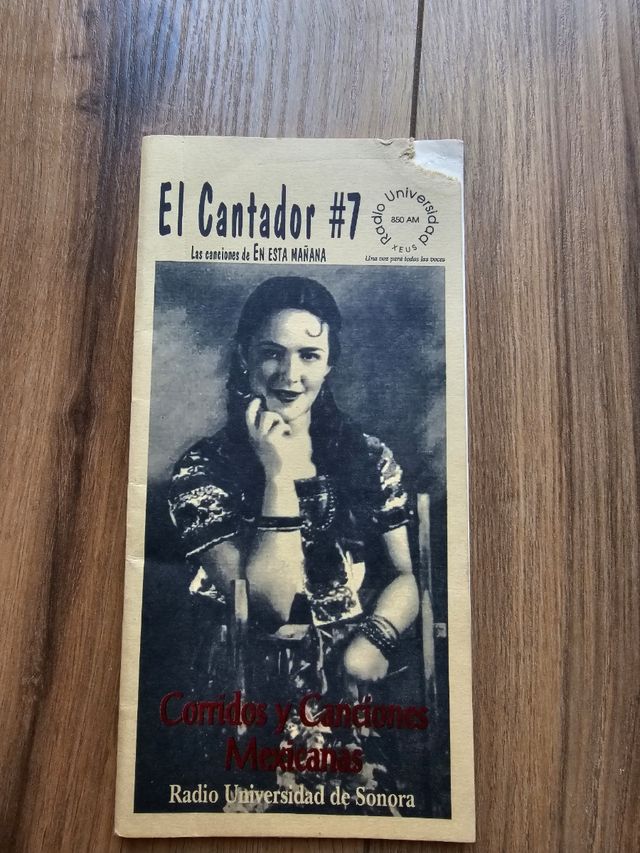 El Cantador #7
Las canciones de EN ESTA MAÑANA
Radio Universidad
850 AM
XEUS
Una voz para todas las voces
Corridos y Canciones
Mexicanas
Radio Universidad de Sonora